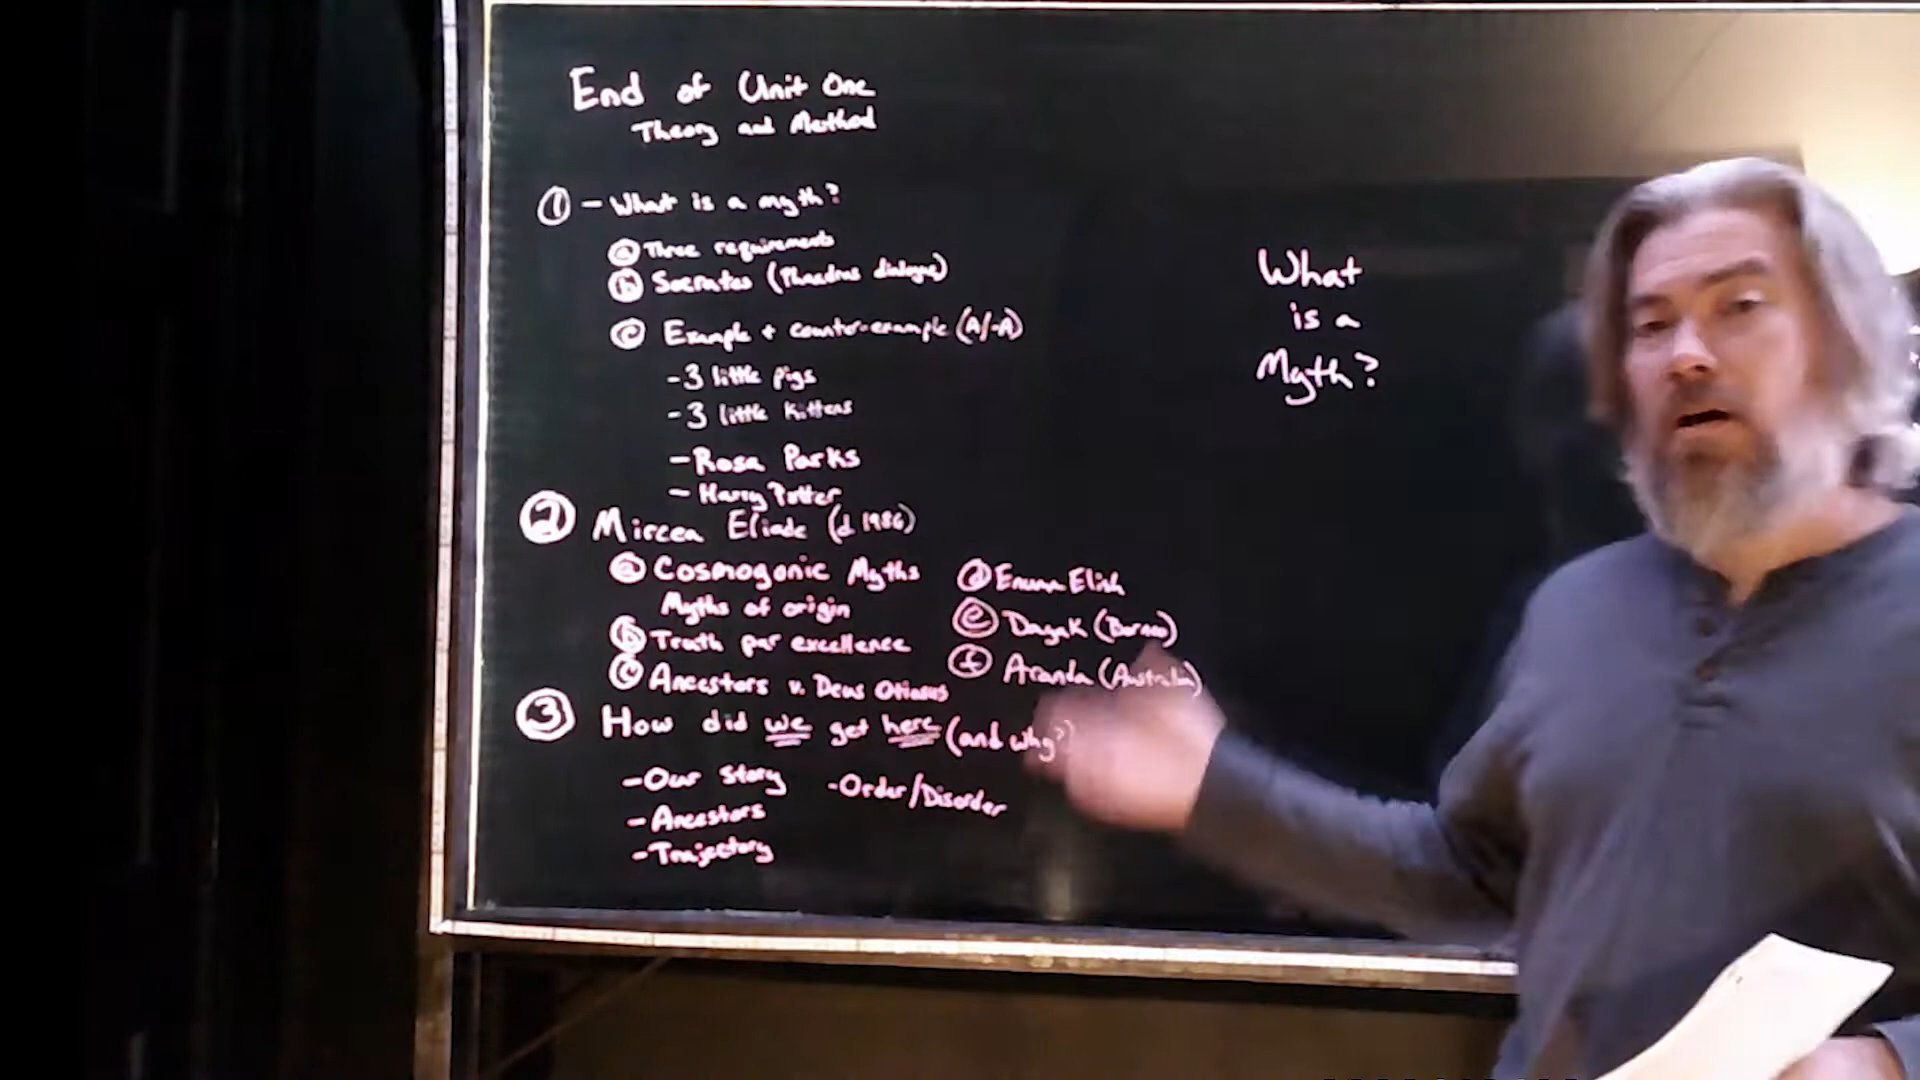 End of Unit One
Theory and Method
① - What is a myth?
ⓐ Three requirements
ⓑ Socrates (Phaedrus dialogue)
ⓒ Example + counter-example (A/-A)
- 3 little pigs
- 3 little kittens
- Rosa Parks
- Harry Potter
② Mircea Eliade (d. 1986)
ⓐ Cosmogonic Myths
Myths of origin
ⓑ Truth par excellence
ⓒ Ancestors v. Deus Otiosus
ⓓ Enuma Elish
ⓔ Dayak (Borneo)
ⓕ Aranda (Australia)
③ How did we get here (and why?)
- Our story
- Ancestors
- Trajectory
- Order/Disorder
What
is a
Myth?